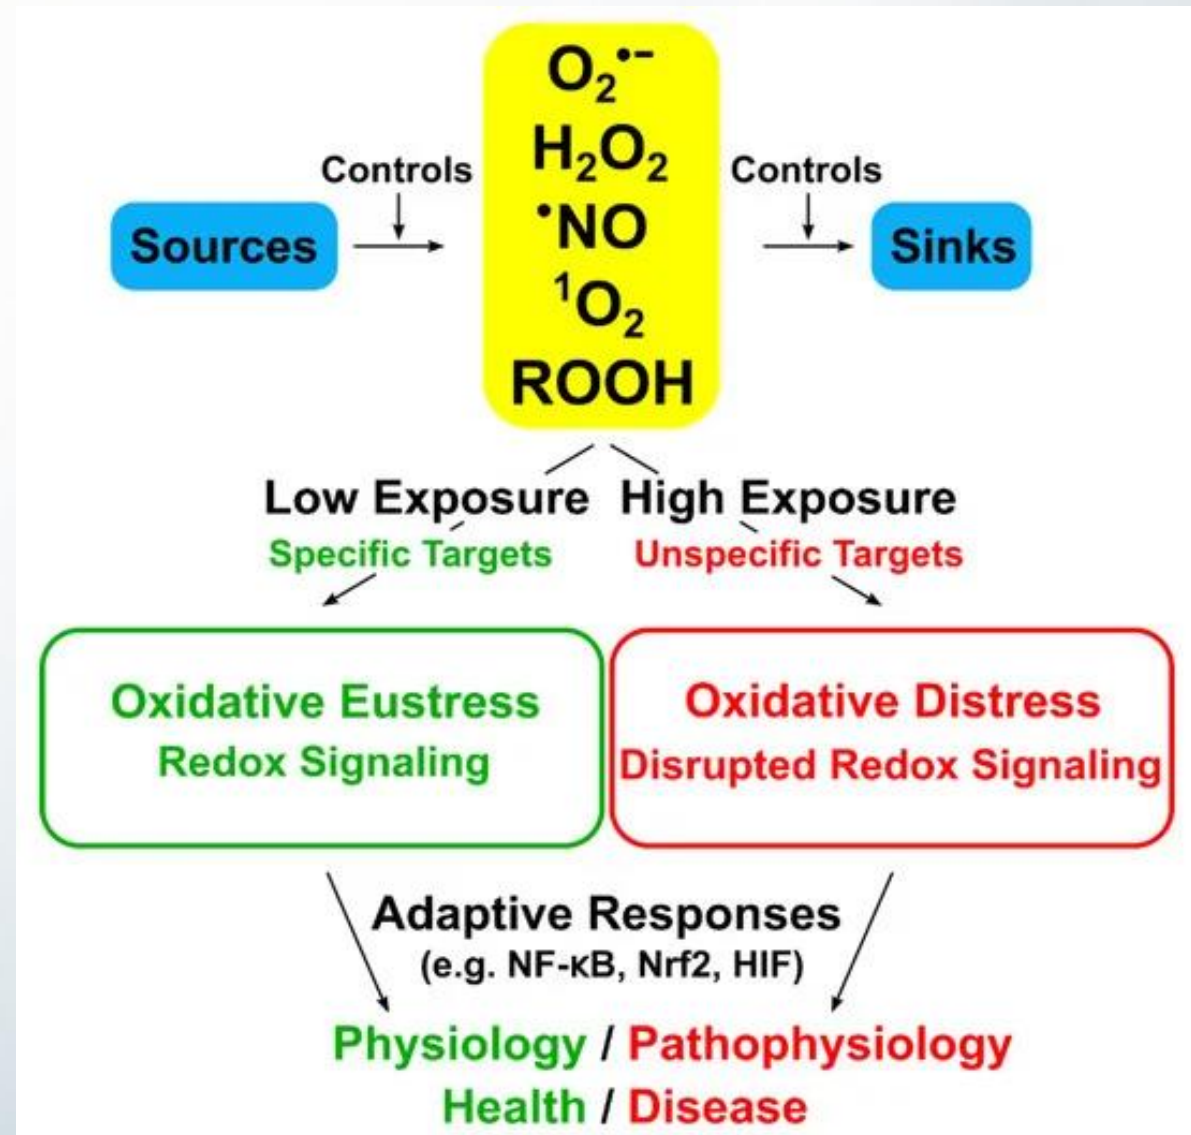 O₂•−
H₂O₂
Controls
Controls
•NO
Sources
Sinks
¹O₂
ROOH
Low Exposure
High Exposure
Specific Targets
Unspecific Targets
Oxidative Eustress
Redox Signaling
Oxidative Distress
Disrupted Redox Signaling
Adaptive Responses
(e.g. NF-κB, Nrf2, HIF)
Physiology / Pathophysiology
Health / Disease